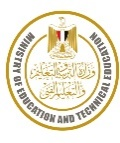 وزارة التربية والتعليم
والتعليم الفني
MINISTRY OF EDUCATION AND TECHNICAL EDUCATION